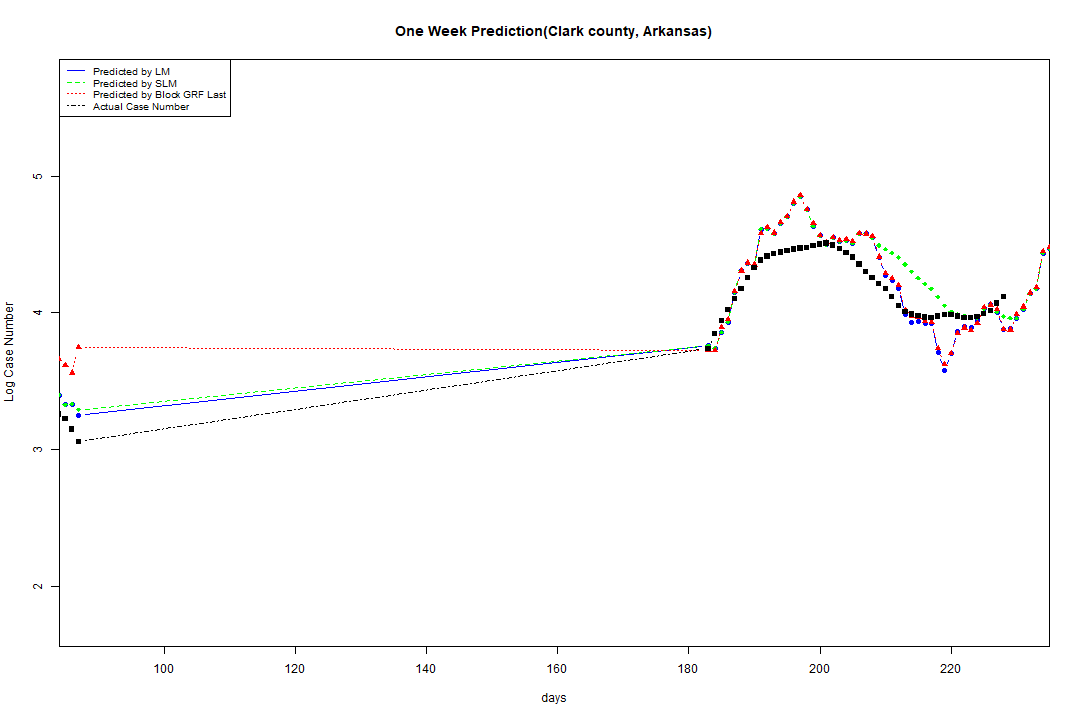 One Week Prediction(Clark county, Arkansas)
Predicted by LM
Predicted by SLM
Predicted by Block GRF Last
Actual Case Number
Log Case Number
5
4
3
2
100 120 140 160 180 200 220
days